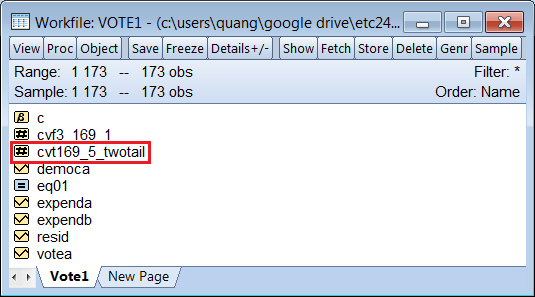 Workfile: VOTE1 - (c:\users\quang\google drive\etc24...
View Proc Object Save Freeze Details+/- Show Fetch Store Delete Genr Sample
Range: 1 173 -- 173 obs Filter: *
Sample: 1 173 -- 173 obs Order: Name
β c
# cvf3_169_1
# cvt169_5_twotail
democa
= eq01
expenda
expendb
resid
votea
Vote1 New Page